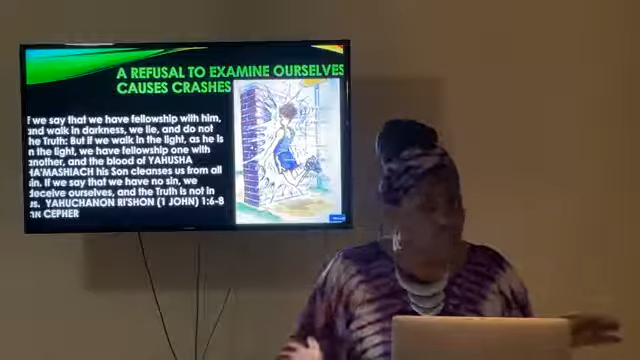 A REFUSAL TO EXAMINE OURSELVES
CAUSES CRASHES
f we say that we have fellowship with him,
and walk in darkness, we lie, and do not
he Truth: But if we walk in the light, as he is
n the light, we have fellowship one with
another, and the blood of YAHUSHA
HA'MASHIACH his Son cleanses us from all
in. If we say that we have no sin, we
deceive ourselves, and the Truth is not in
us. YAHUCHANON RI'SHON (1 JOHN) 1:6-8
את CEPHER